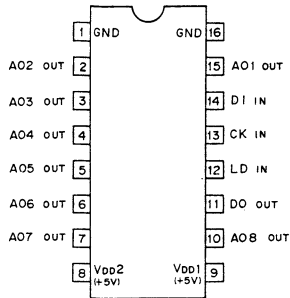 1 GND GND 16
AO2 OUT 2 15 AO1 OUT
AO3 OUT 3 14 DI IN
AO4 OUT 4 13 CK IN
AO5 OUT 5 12 LD IN
AO6 OUT 6 11 DO OUT
AO7 OUT 7 10 AO8 OUT
8 VDD2 VDD1 9
(+5V) (+5V)